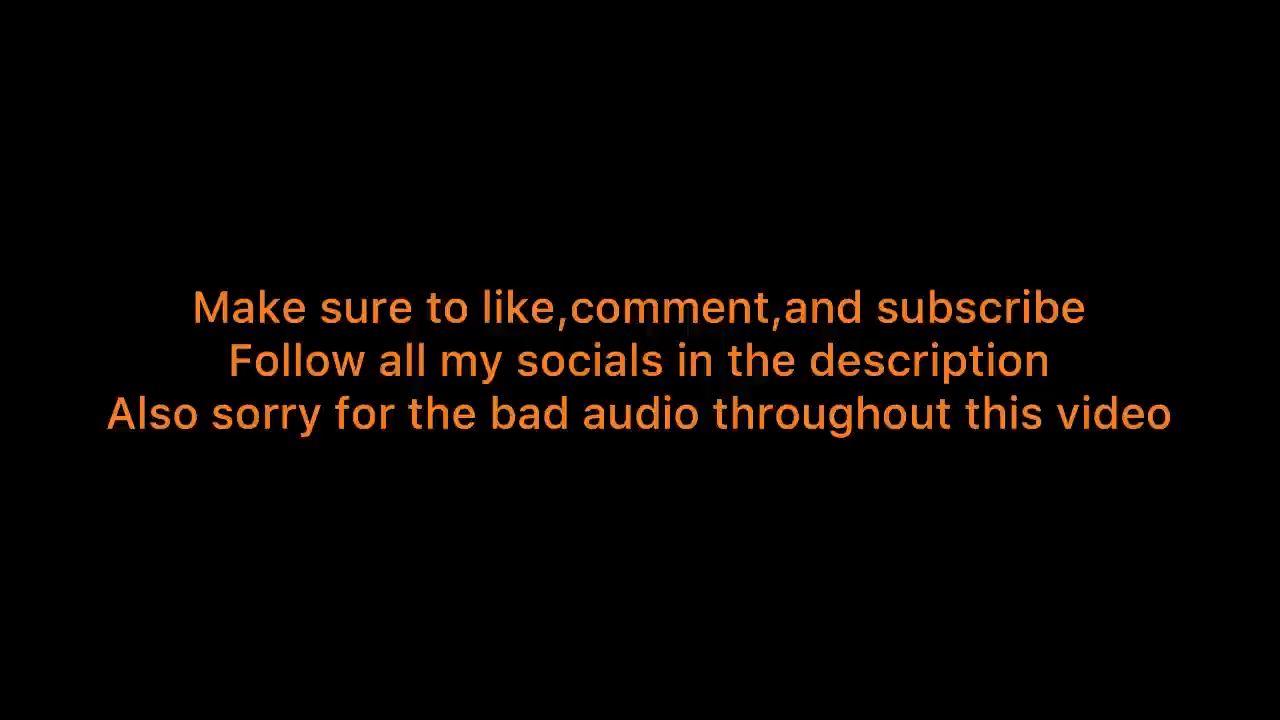 Make sure to like,comment,and subscribe
Follow all my socials in the description
Also sorry for the bad audio throughout this video